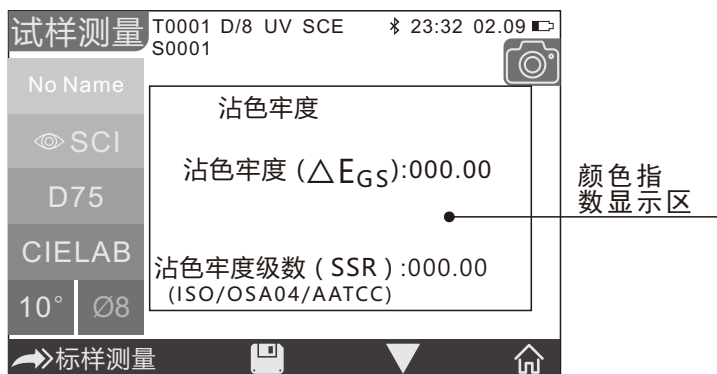 试样测量
T0001 D/8 UV SCE 23:32 02.09
S0001
No Name
SCI
D75
CIELAB
10° Ø8
沾色牢度
沾色牢度 (△EGS):000.00
沾色牢度级数 ( SSR ) :000.00
(ISO/OSA04/AATCC)
颜色指
数显示区
标样测量